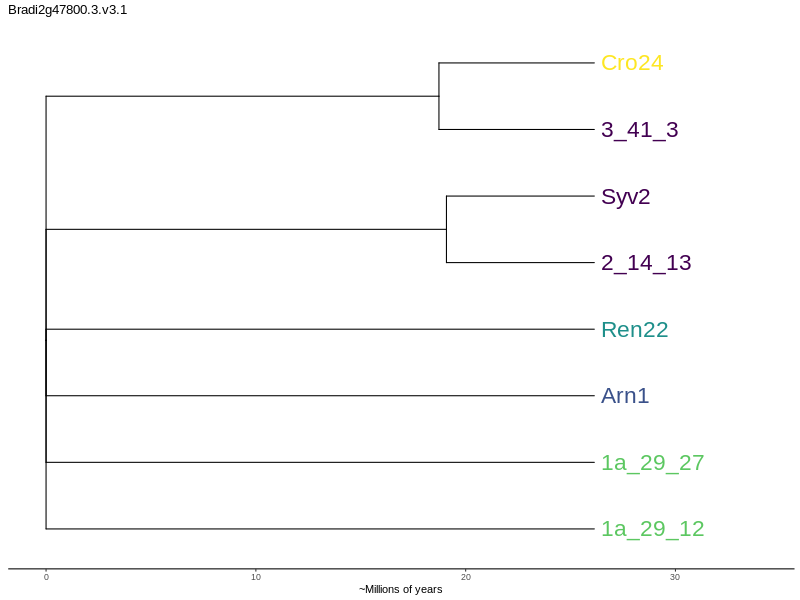 Bradi2g47800.3.v3.1
Cro24
3_41_3
Syv2
2_14_13
Ren22
Arn1
1a_29_27
1a_29_12
0 10 20 30
~Millions of years